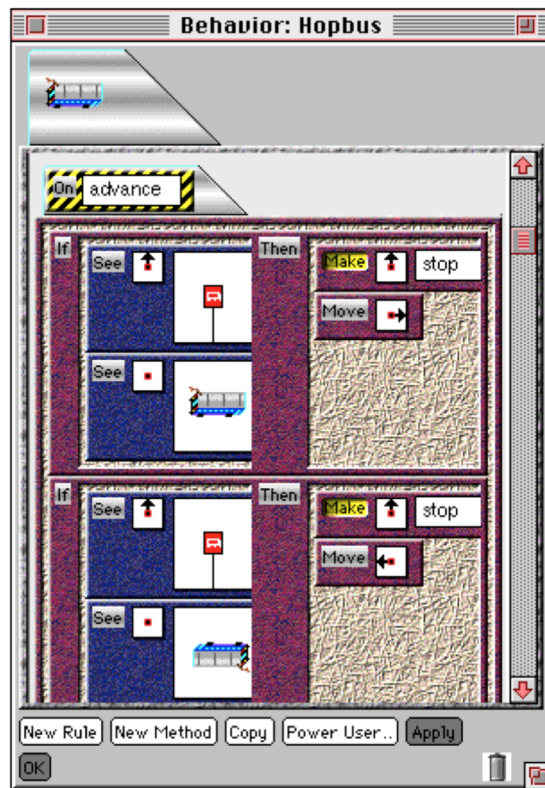 Behavior: Hopbus
On advance
If See Then Make stop
Move
See
If See Then Make stop
Move
See
New Rule New Method Copy Power User.. Apply
OK